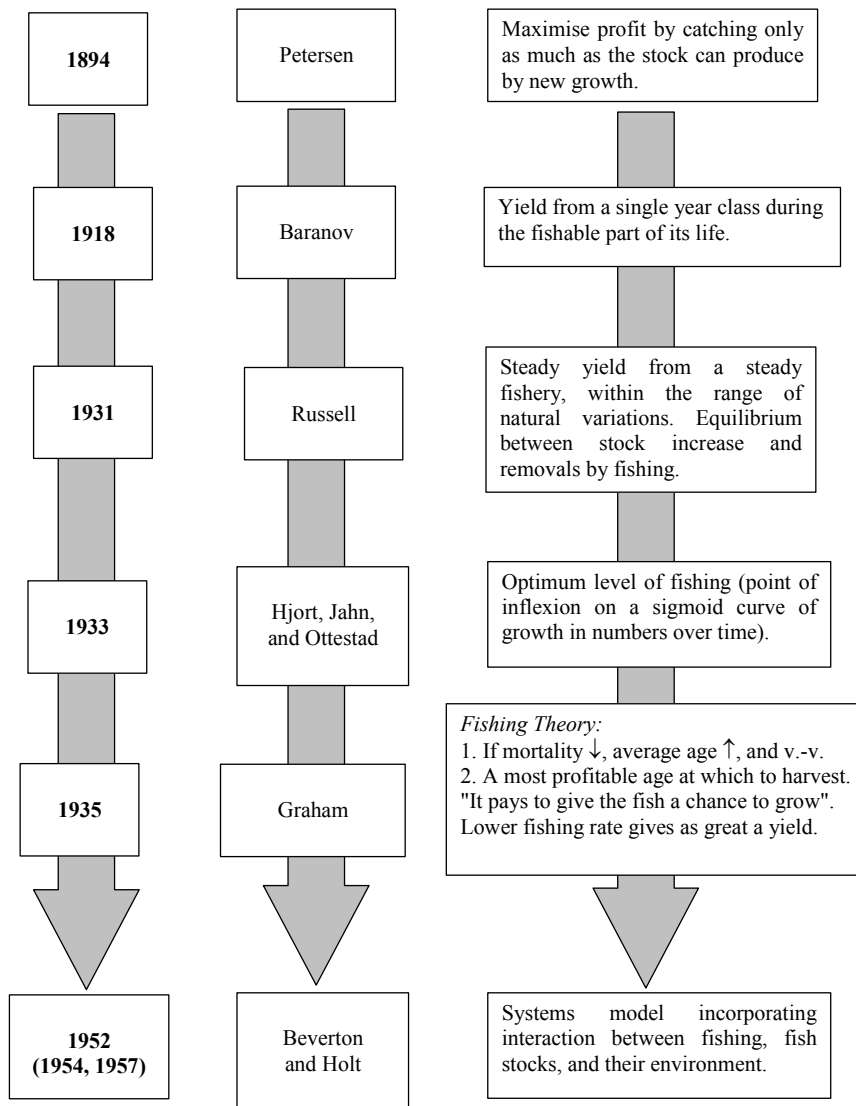 1894
Petersen
Maximise profit by catching only
as much as the stock can produce
by new growth.
1918
Baranov
Yield from a single year class during
the fishable part of its life.
1931
Russell
Steady yield from a steady
fishery, within the range of
natural variations. Equilibrium
between stock increase and
removals by fishing.
1933
Hjort, Jahn,
and Ottestad
Optimum level of fishing (point of
inflexion on a sigmoid curve of
growth in numbers over time).
1935
Graham
Fishing Theory:
1. If mortality ↓, average age ↑, and v.-v.
2. A most profitable age at which to harvest.
"It pays to give the fish a chance to grow".
Lower fishing rate gives as great a yield.
1952
(1954, 1957)
Beverton
and Holt
Systems model incorporating
interaction between fishing, fish
stocks, and their environment.